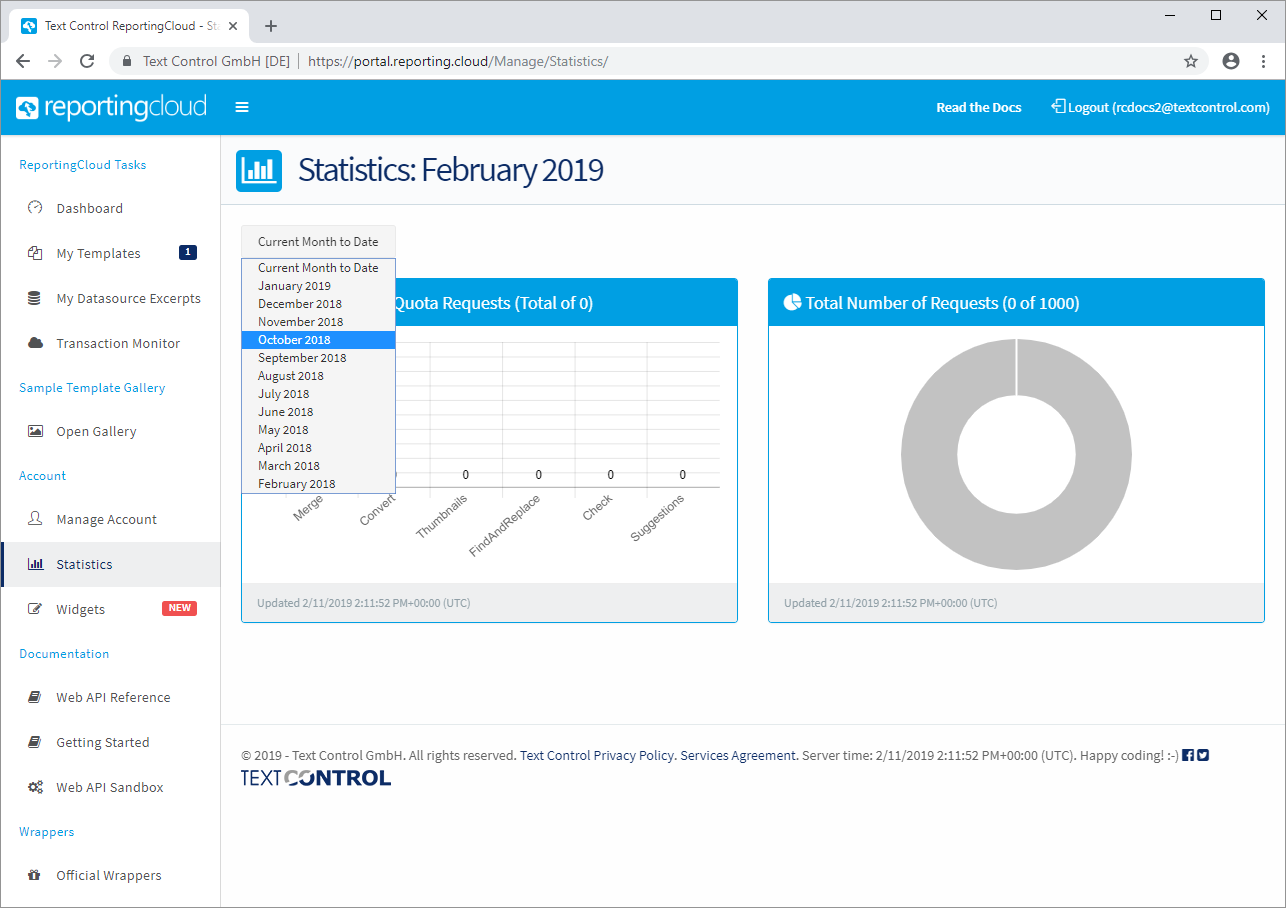 Text Control ReportingCloud - Sta
Text Control GmbH [DE] | https://portal.reporting.cloud/Manage/Statistics/
reportingcloud
Read the Docs
Logout (rcdocs2@textcontrol.com)
ReportingCloud Tasks
Dashboard
My Templates
1
My Datasource Excerpts
Transaction Monitor
Sample Template Gallery
Open Gallery
Account
Manage Account
Statistics
Widgets
NEW
Documentation
Web API Reference
Getting Started
Web API Sandbox
Wrappers
Official Wrappers
Statistics: February 2019
Current Month to Date
Current Month to Date
January 2019
December 2018
November 2018
October 2018
September 2018
August 2018
July 2018
June 2018
May 2018
April 2018
March 2018
February 2018
Quota Requests (Total of 0)
0 0 0 0
Merge
Convert
Thumbnails
FindAndReplace
Check
Suggestions
Updated 2/11/2019 2:11:52 PM+00:00 (UTC)
Total Number of Requests (0 of 1000)
Updated 2/11/2019 2:11:52 PM+00:00 (UTC)
© 2019 - Text Control GmbH. All rights reserved. Text Control Privacy Policy. Services Agreement. Server time: 2/11/2019 2:11:52 PM+00:00 (UTC). Happy coding! :-)
TEXT CONTROL